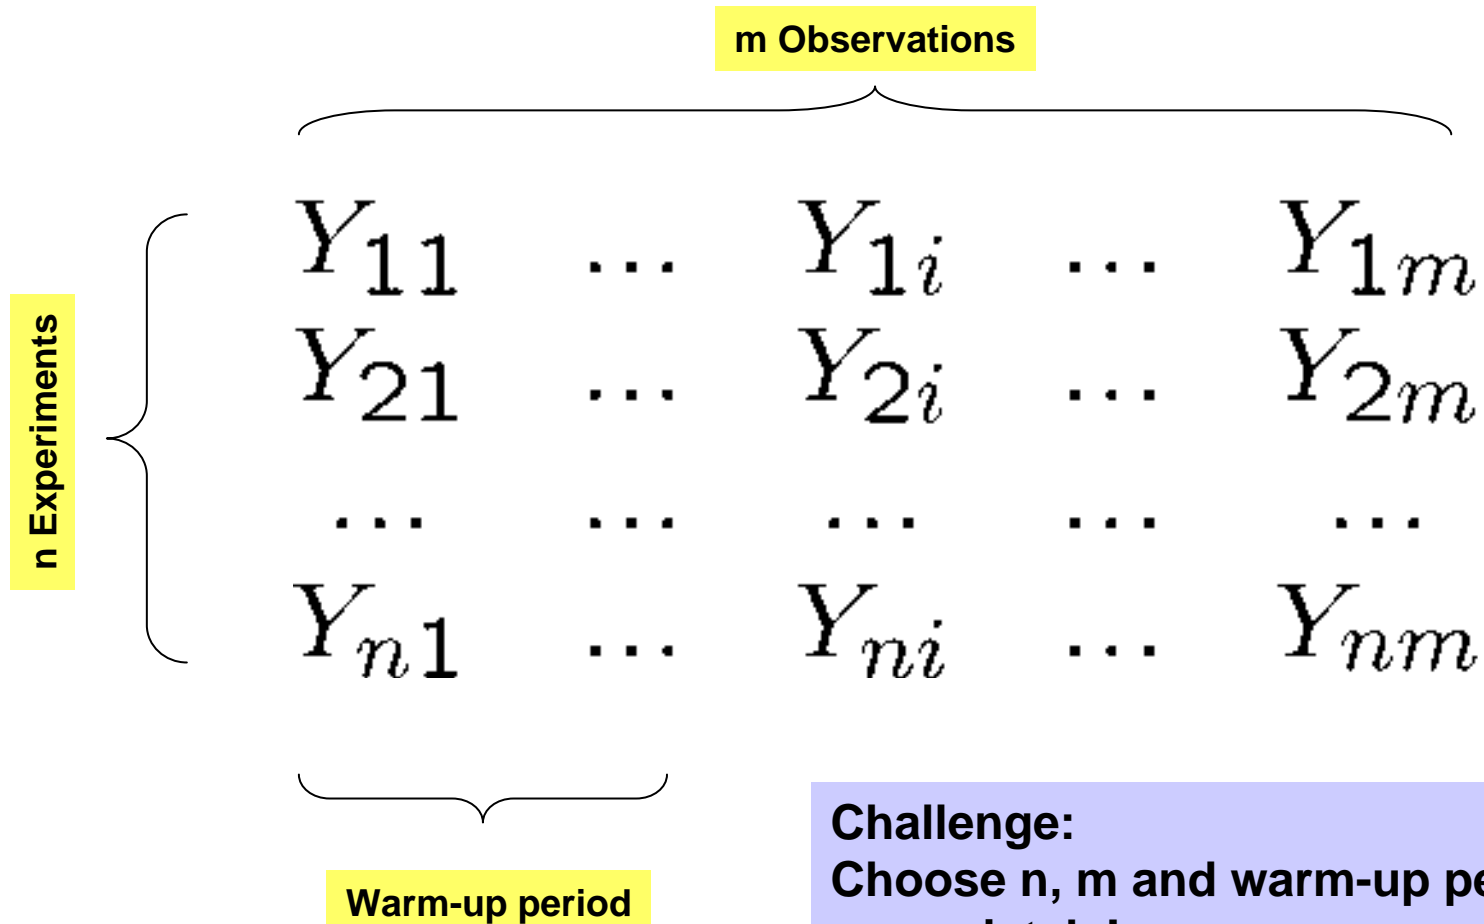 m Observations
n Experiments
Y11 ... Y1i ... Y1m
Y21 ... Y2i ... Y2m
... ... ... ... ...
Yn1 ... Yni ... Ynm
Warm-up period
Challenge:
Choose n, m and warm-up